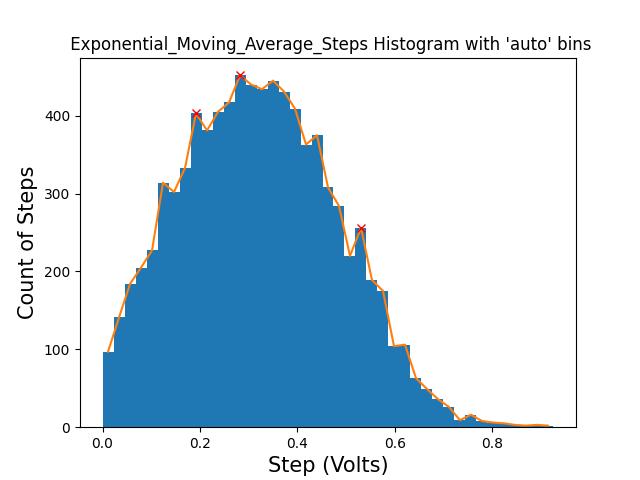 Exponential_Moving_Average_Steps Histogram with 'auto' bins
400
300
200
100
0
Count of Steps
0.0 0.2 0.4 0.6 0.8
Step (Volts)